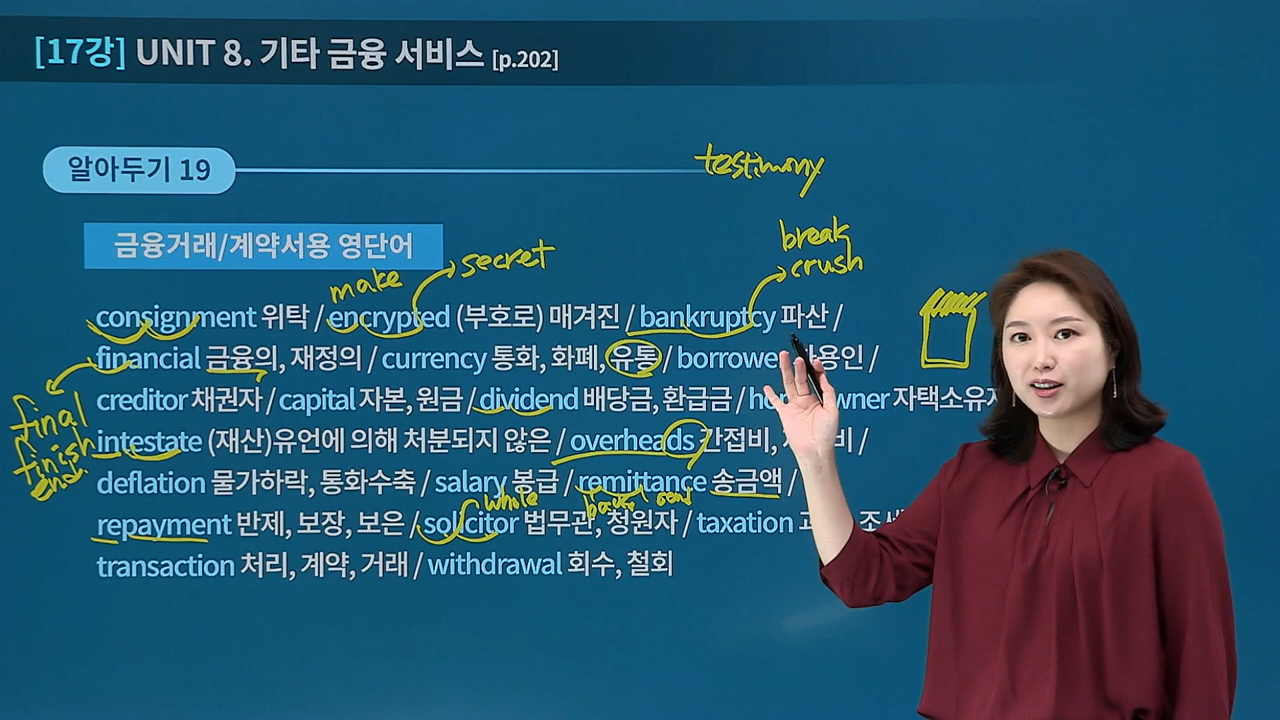 [17강] UNIT 8. 기타 금융 서비스 [p.202]
알아두기 19
testimony
금융거래/계약서용 영단어
break
crush
make
secret
consignment 위탁 / encrypted (부호로) 매겨진 / bankruptcy 파산 /
financial 금융의, 재정의 / currency 통화, 화폐, 유통 / borrower 사용인 /
creditor 채권자 / capital 자본, 원금 / dividend 배당금, 환급금 / 자택소유자
final
finish
end
intestate (재산)유언에 의해 처분되지 않은 / overheads 간접비, /
deflation 물가하락, 통화수축 / salary 봉급 / remittance 송금액 /
whole
back send
repayment 반제, 보장, 보은 / solicitor 법무관, 청원자 / taxation
transaction 처리, 계약, 거래 / withdrawal 회수, 철회